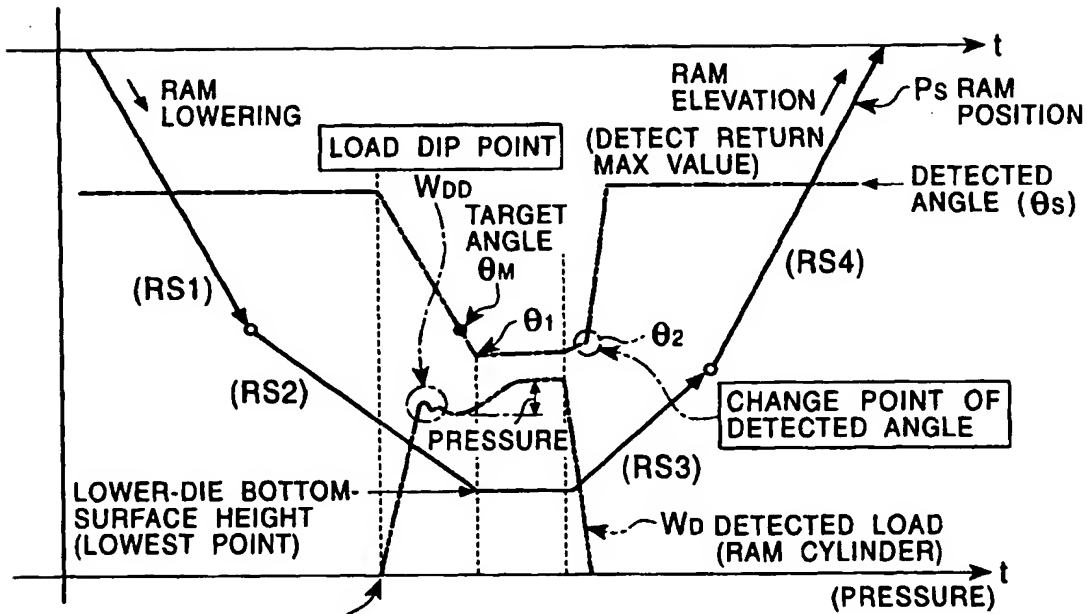 t
RAM
LOWERING
RAM
ELEVATION
Ps RAM
POSITION
(DETECT RETURN
MAX VALUE)
LOAD DIP POINT
WDD
TARGET
ANGLE
θM
DETECTED
ANGLE (θs)
(RS1)
(RS4)
θ1
θ2
(RS2)
CHANGE POINT OF
DETECTED ANGLE
PRESSURE
(RS3)
LOWER-DIE BOTTOM-
SURFACE HEIGHT
(LOWEST POINT)
WD DETECTED LOAD
(RAM CYLINDER)
t
(PRESSURE)